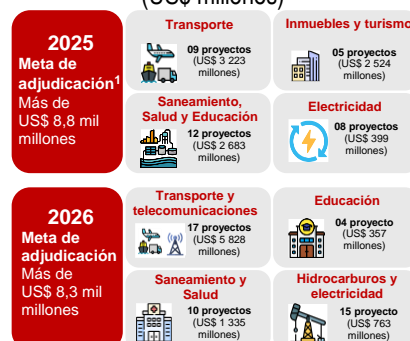 (US$ millones)
2025
Meta de
adjudicación1
Más de
US$ 8,8 mil
millones
Transporte
09 proyectos
(US$ 3 223
millones)
Inmuebles y turismo
05 proyectos
(US$ 2 524
millones)
Saneamiento,
Salud y Educación
12 proyectos
(US$ 2 683
millones)
Electricidad
08 proyectos
(US$ 399
millones)
2026
Meta de
adjudicación
Más de
US$ 8,3 mil
millones
Transporte y
telecomunicaciones
17 proyectos
(US$ 5 828
millones)
Educación
04 proyecto
(US$ 357
millones)
Saneamiento y
Salud
10 proyectos
(US$ 1 335
millones)
Hidrocarburos y
electricidad
15 proyecto
(US$ 763
millones)